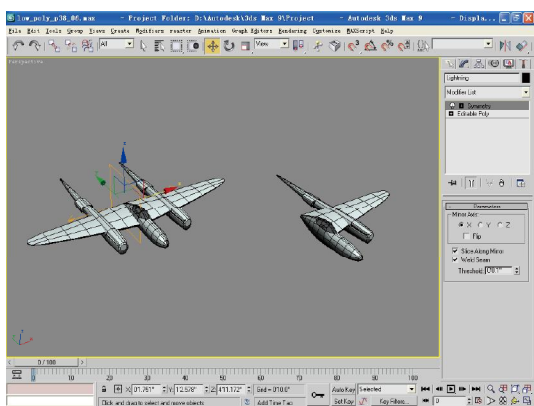 low_poly_p38_06.max - Project Folder: D:\Autodesk\3ds Max 9\Project - Autodesk 3ds Max 9 - Displa...
File Edit Tools Group Views Create Modifiers reactor Animation Graph Editors Rendering Customize MAXScript Help
All
View
Perspective
Lightning
Modifier List
Symmetry
Editable Poly
Parameters
Mirror Axis:
X Y Z
Flip
Slice Along Mirror
Weld Seam
Threshold: 0'0.1"
0 / 100
0 10 20 30 40 50 60 70 80 90 100
Grid = 0'10.0"
Auto Key Selected
Click and drag to select and move objects
Add Time Tag
Set Key Key Filters...
0